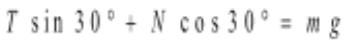 T sin 30° + N cos 30° = mg